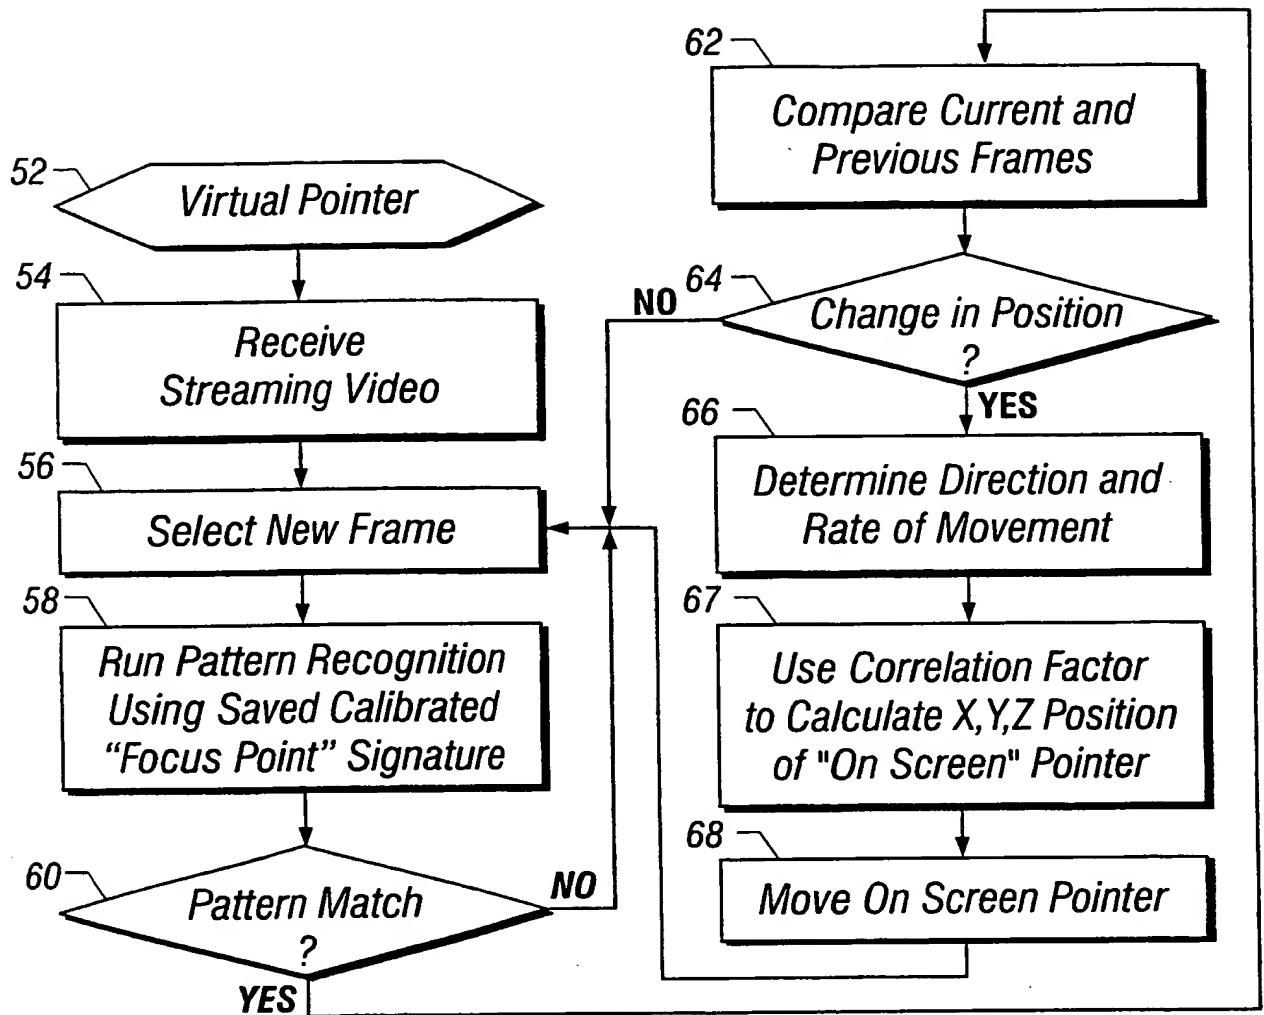 52
Virtual Pointer
54
Receive
Streaming Video
56
Select New Frame
58
Run Pattern Recognition
Using Saved Calibrated
“Focus Point” Signature
60
Pattern Match
?
NO
YES
62
Compare Current and
Previous Frames
64
Change in Position
?
NO
YES
66
Determine Direction and
Rate of Movement
67
Use Correlation Factor
to Calculate X,Y,Z Position
of "On Screen" Pointer
68
Move On Screen Pointer